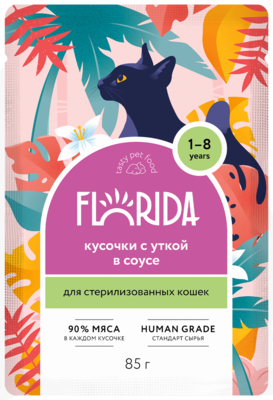 1–8
years
tasty pet food
FLORIDA
кусочки с уткой
в соусе
для стерилизованных кошек
90% МЯСА
В КАЖДОМ КУСОЧКЕ
HUMAN GRADE
СТАНДАРТ СЫРЬЯ
85 г